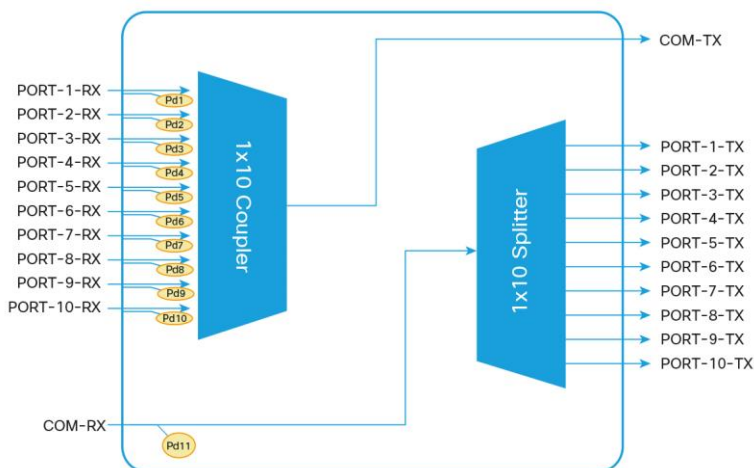 COM-TX
PORT-1-RX
Pd1
PORT-2-RX
Pd2
PORT-3-RX
Pd3
PORT-4-RX
Pd4
PORT-5-RX
Pd5
PORT-6-RX
Pd6
PORT-7-RX
Pd7
PORT-8-RX
Pd8
PORT-9-RX
Pd9
PORT-10-RX
Pd10
1x10 Coupler
1x10 Splitter
PORT-1-TX
PORT-2-TX
PORT-3-TX
PORT-4-TX
PORT-5-TX
PORT-6-TX
PORT-7-TX
PORT-8-TX
PORT-9-TX
PORT-10-TX
COM-RX
Pd11